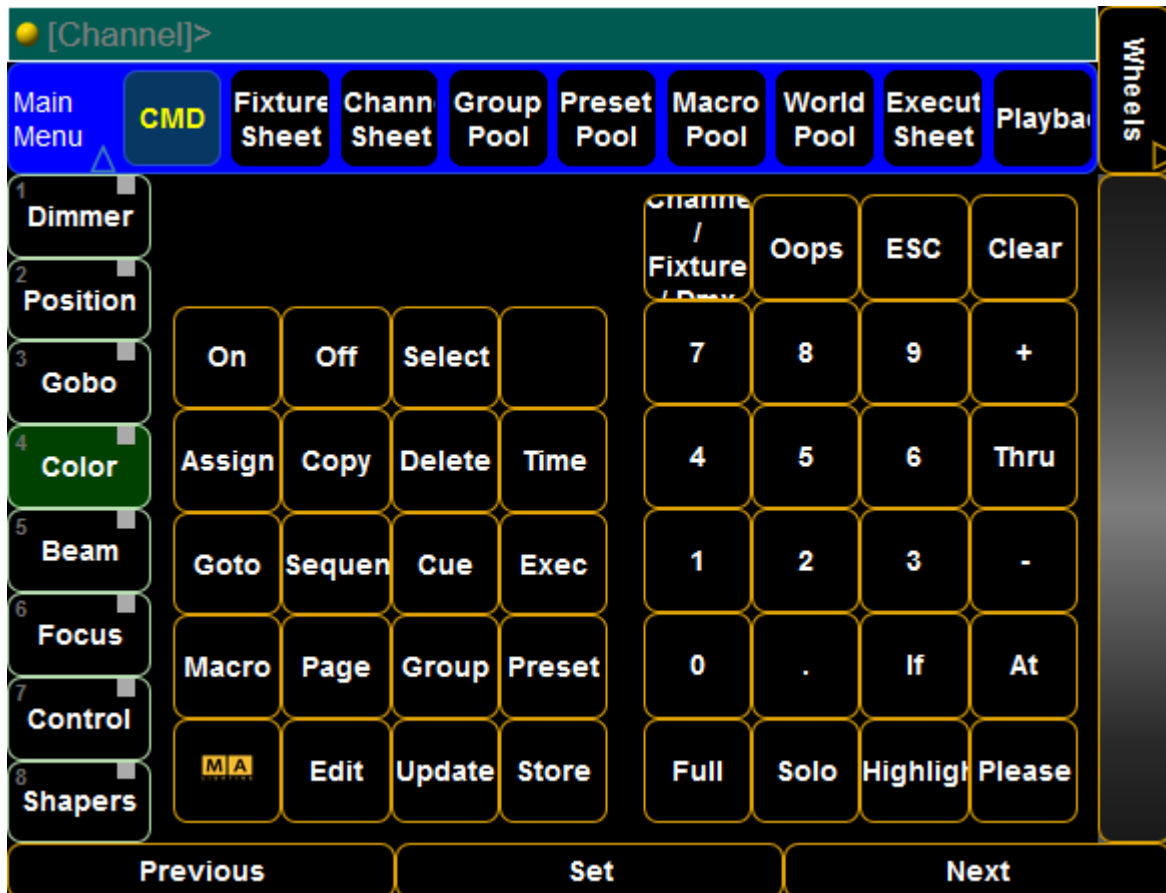 [Channel]>
Wheels
Main
Menu
CMD
Fixture
Sheet
Chann
Sheet
Group
Pool
Preset
Pool
Macro
Pool
World
Pool
Execut
Sheet
Playba
1
Dimmer
2
Position
3
Gobo
4
Color
5
Beam
6
Focus
7
Control
8
Shapers
On Off Select
Assign Copy Delete Time
Goto Sequen Cue Exec
Macro Page Group Preset
MA
Edit Update Store
Channe
/
Fixture
/ Dmx
Oops ESC Clear
7 8 9 +
4 5 6 Thru
1 2 3 -
0 . If At
Full Solo Highligh Please
Previous Set Next